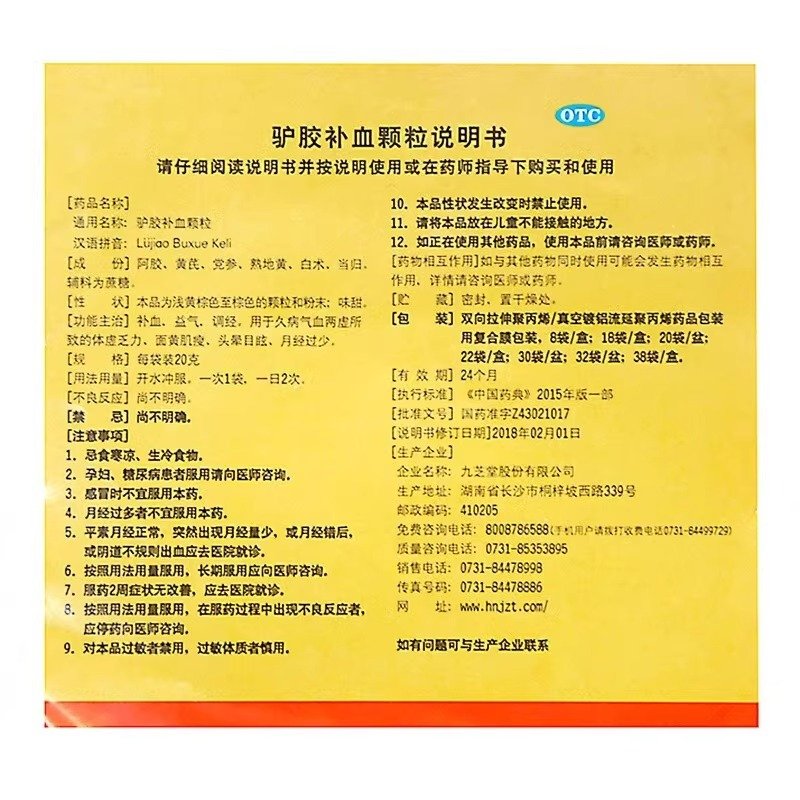 OTC
驴胶补血颗粒说明书
请仔细阅读说明书并按说明使用或在药师指导下购买和使用
[药品名称]
通用名称：驴胶补血颗粒
汉语拼音：Lüjiao Buxue Keli
[成 份] 阿胶、黄芪、党参、熟地黄、白术、当归。
辅料为蔗糖。
[性 状] 本品为浅黄棕色至棕色的颗粒和粉末；味甜。
[功能主治] 补血、益气、调经。用于久病气血两虚所
致的体虚乏力、面黄肌瘦、头晕目眩、月经过少。
[规 格] 每袋装20克
[用法用量] 开水冲服。一次1袋，一日2次。
[不良反应] 尚不明确。
[禁 忌] 尚不明确。
[注意事项]
1. 忌食寒凉、生冷食物。
2. 孕妇、糖尿病患者服用请向医师咨询。
3. 感冒时不宜服用本药。
4. 月经过多者不宜服用本药。
5. 平素月经正常，突然出现月经量少，或月经错后，
或阴道不规则出血应去医院就诊。
6. 按照用法用量服用，长期服用应向医师咨询。
7. 服药2周症状无改善，应去医院就诊。
8. 按照用法用量服用，在服药过程中出现不良反应者，
应停药向医师咨询。
9. 对本品过敏者禁用，过敏体质者慎用。
10. 本品性状发生改变时禁止使用。
11. 请将本品放在儿童不能接触的地方。
12. 如正在使用其他药品，使用本品前请咨询医师或药师。
[药物相互作用] 如与其他药物同时使用可能会发生药物相互
作用，详情请咨询医师或药师。
[贮 藏] 密封，置干燥处。
[包 装] 双向拉伸聚丙烯/真空镀铝流延聚丙烯药品包装
用复合膜包装，8袋/盒；18袋/盒；20袋/盒；
22袋/盒；30袋/盒；32袋/盒；38袋/盒。
[有 效 期] 24个月
[执行标准] 《中国药典》2015年版一部
[批准文号] 国药准字Z43021017
[说明书修订日期] 2018年02月01日
[生产企业]
企业名称：九芝堂股份有限公司
生产地址：湖南省长沙市桐梓坡西路339号
邮政编码：410205
免费咨询电话：8008786588(手机用户请拨打收费电话0731-84499729)
质量咨询电话：0731-85353895
销售电话：0731-84478998
传真号码：0731-84478886
网 址：www.hnjzt.com/
如有问题可与生产企业联系